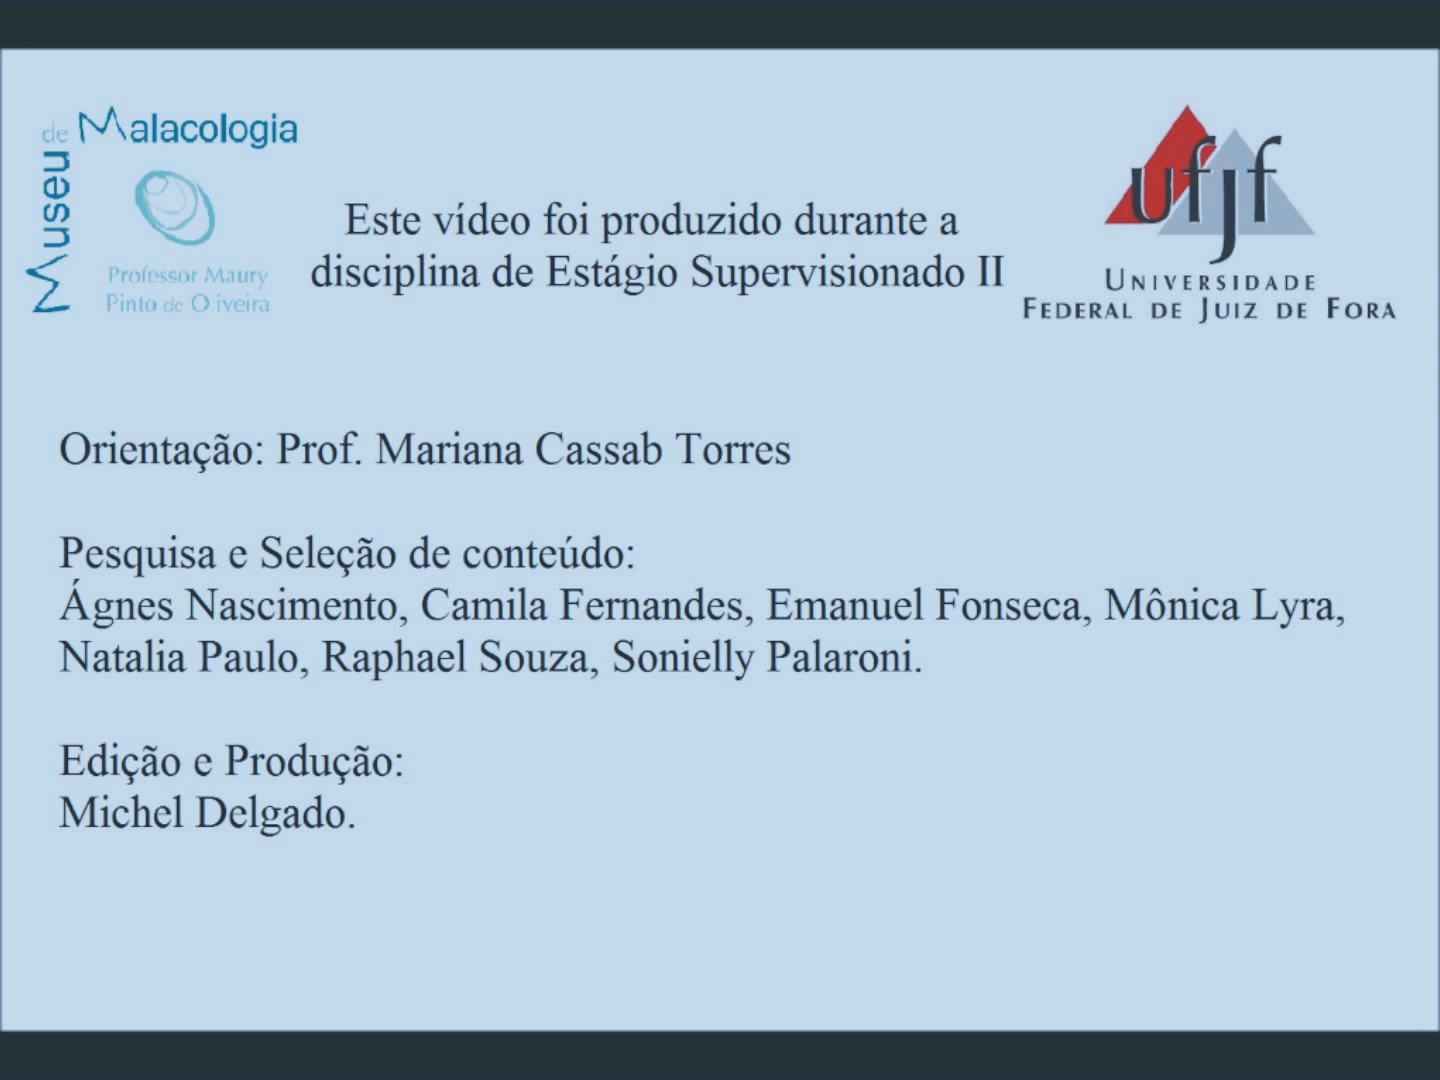 Museu de Malacologia
Professor Maury
Pinto de Oliveira
Este vídeo foi produzido durante a
disciplina de Estágio Supervisionado II
ufjf
UNIVERSIDADE
FEDERAL DE JUIZ DE FORA
Orientação: Prof. Mariana Cassab Torres
Pesquisa e Seleção de conteúdo:
Ágnes Nascimento, Camila Fernandes, Emanuel Fonseca, Mônica Lyra,
Natalia Paulo, Raphael Souza, Sonielly Palaroni.
Edição e Produção:
Michel Delgado.